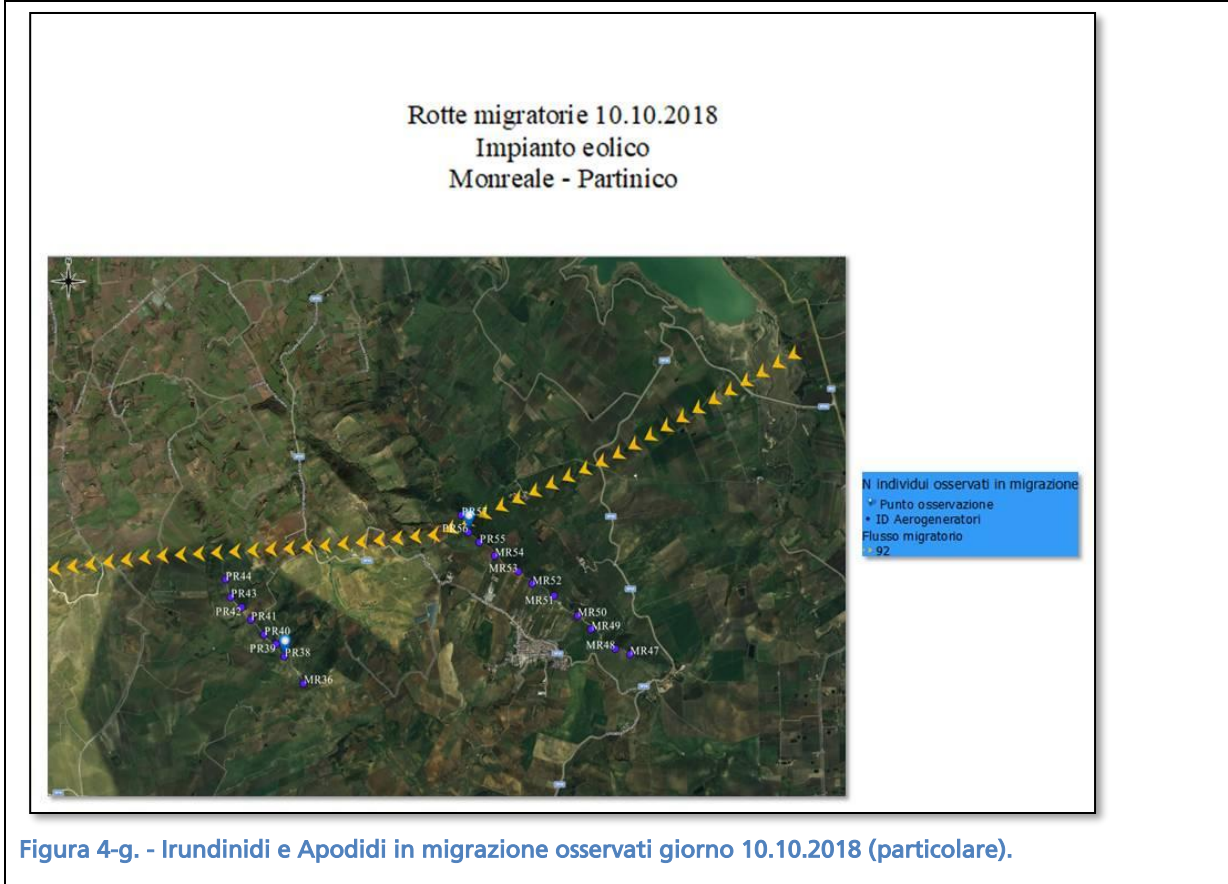 Rotte migratorie 10.10.2018
Impianto eolico
Monreale - Partinico
N
PR57
PR56
PR55
MR54
MR53
MR52
MR51
MR50
MR49
MR48
MR47
PR44
PR43
PR42
PR41
PR40
PR39
PR38
MR36
N individui osservati in migrazione
Punto osservazione
ID Aerogeneratori
Flusso migratorio
92
Figura 4-g. - Irundinidi e Apodidi in migrazione osservati giorno 10.10.2018 (particolare).